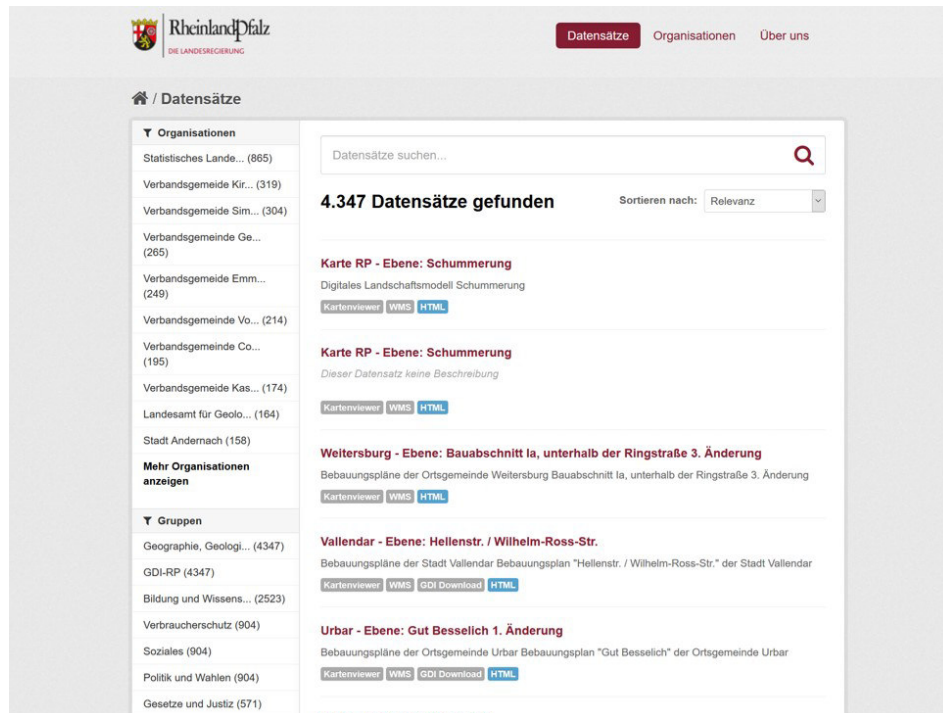 RheinlandPfalz
DIE LANDESREGIERUNG
Datensätze
Organisationen
Über uns
/ Datensätze
Organisationen
Statistisches Lande... (865)
Verbandsgemeide Kir... (319)
Verbandsgemeide Sim... (304)
Verbandsgemeinde Ge...
(265)
Verbandsgemeide Emm...
(249)
Verbandsgemeinde Vo... (214)
Verbandsgemeinde Co...
(195)
Verbandsgemeide Kas... (174)
Landesamt für Geolo... (164)
Stadt Andernach (158)
Mehr Organisationen
anzeigen
Gruppen
Geographie, Geologi... (4347)
GDI-RP (4347)
Bildung und Wissens... (2523)
Verbraucherschutz (904)
Soziales (904)
Politik und Wahlen (904)
Gesetze und Justiz (571)
Datensätze suchen...
4.347 Datensätze gefunden
Sortieren nach: Relevanz
Karte RP - Ebene: Schummerung
Digitales Landschaftsmodell Schummerung
Kartenviewer WMS HTML
Karte RP - Ebene: Schummerung
Dieser Datensatz keine Beschreibung
Kartenviewer WMS HTML
Weitersburg - Ebene: Bauabschnitt Ia, unterhalb der Ringstraße 3. Änderung
Bebauungspläne der Ortsgemeinde Weitersburg Bauabschnitt Ia, unterhalb der Ringstraße 3. Änderung
Kartenviewer WMS HTML
Vallendar - Ebene: Hellenstr. / Wilhelm-Ross-Str.
Bebauungspläne der Stadt Vallendar Bebauungsplan "Hellenstr. / Wilhelm-Ross-Str." der Stadt Vallendar
Kartenviewer WMS GDI Download HTML
Urbar - Ebene: Gut Besselich 1. Änderung
Bebauungspläne der Ortsgemeinde Urbar Bebauungsplan "Gut Besselich" der Ortsgemeinde Urbar
Kartenviewer WMS GDI Download HTML